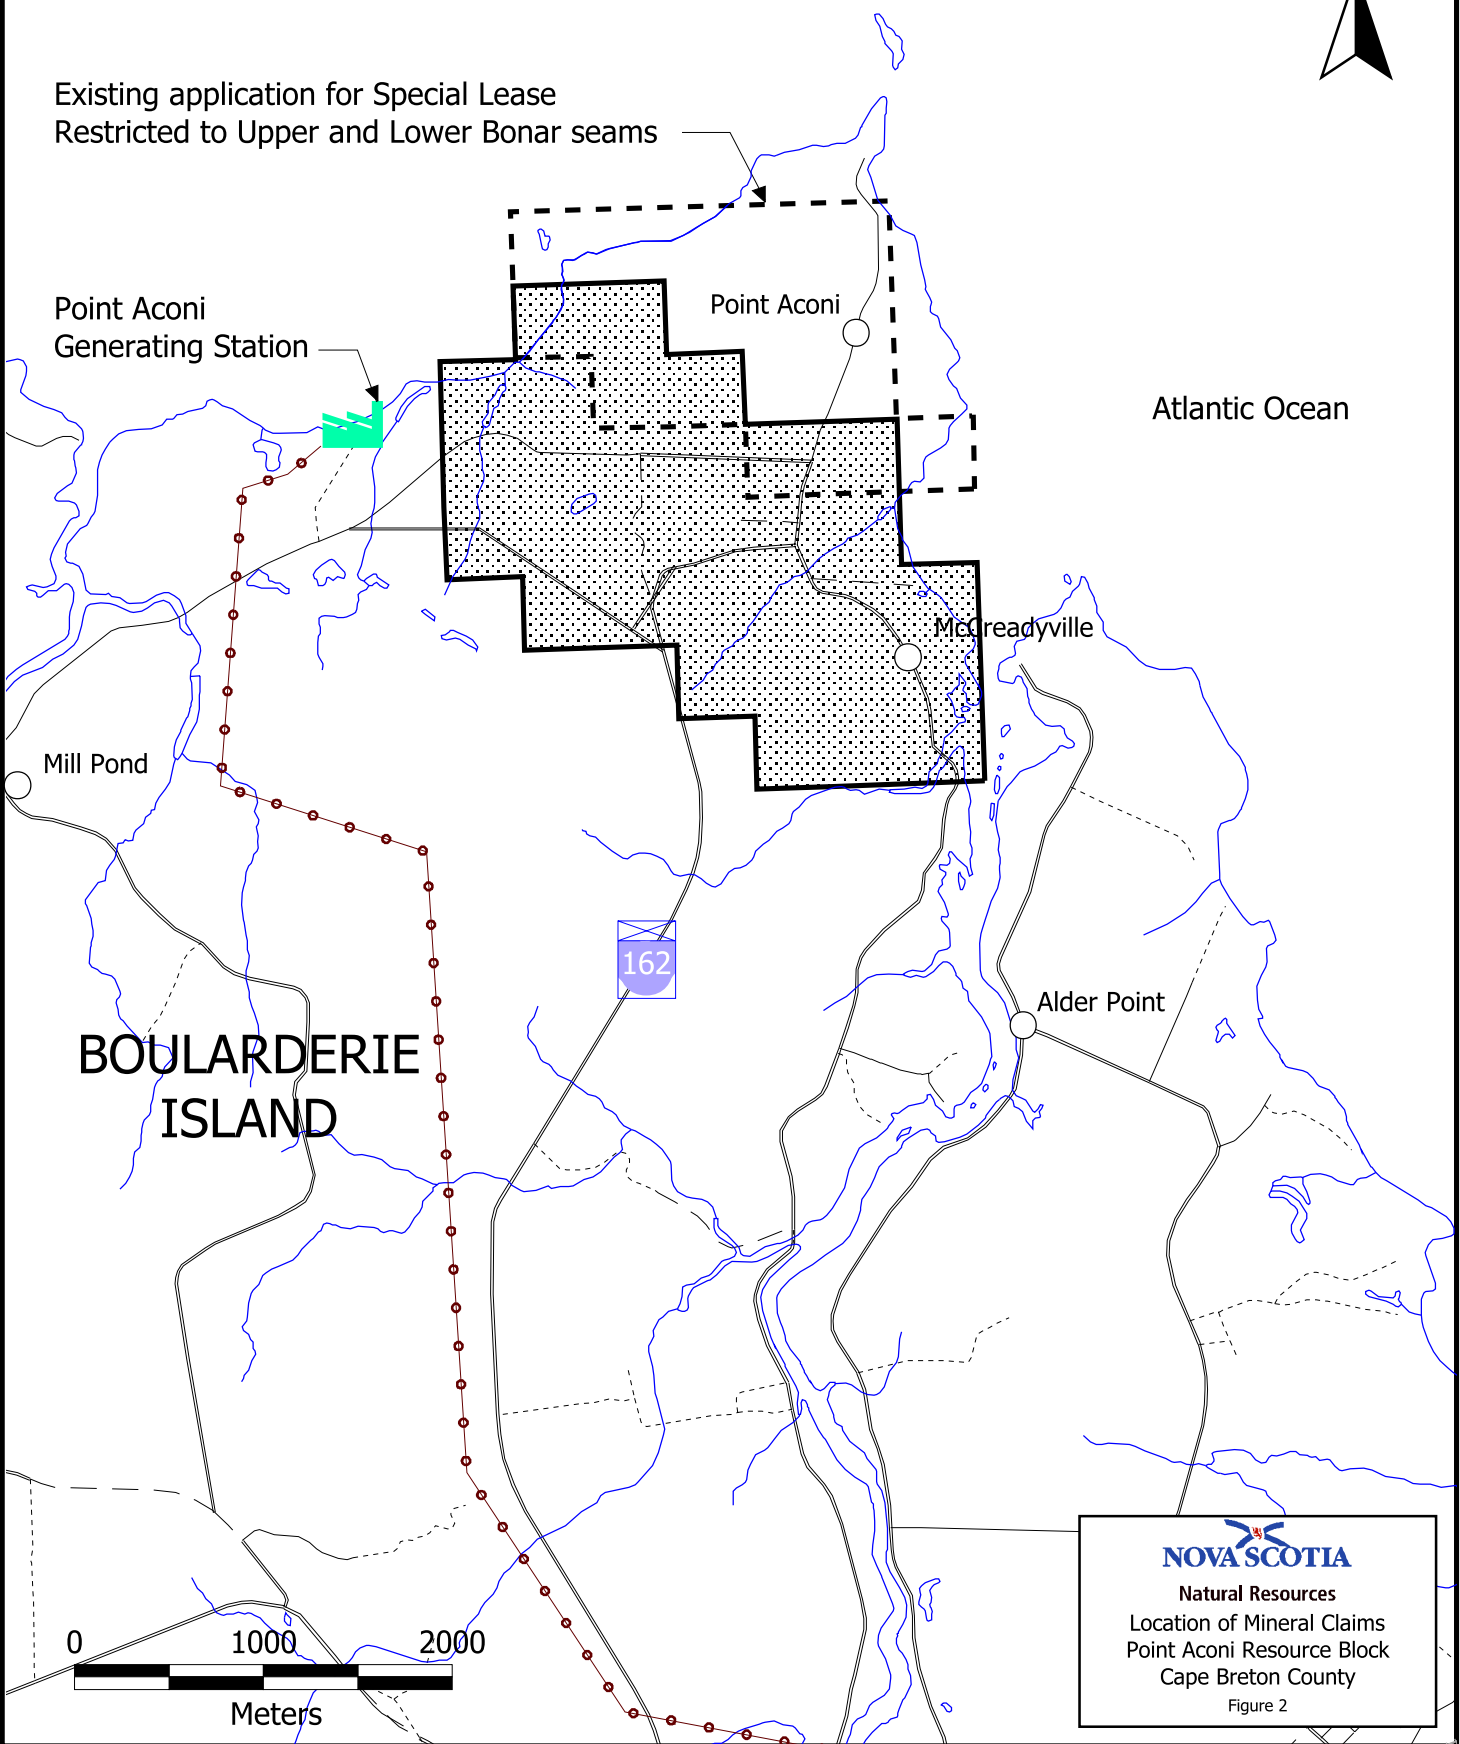 Existing application for Special Lease
Restricted to Upper and Lower Bonar seams
Point Aconi
Generating Station
Point Aconi
Atlantic Ocean
McCreadyville
Mill Pond
162
Alder Point
BOULARDERIE
ISLAND
0 1000 2000
Meters
NOVA SCOTIA
Natural Resources
Location of Mineral Claims
Point Aconi Resource Block
Cape Breton County
Figure 2